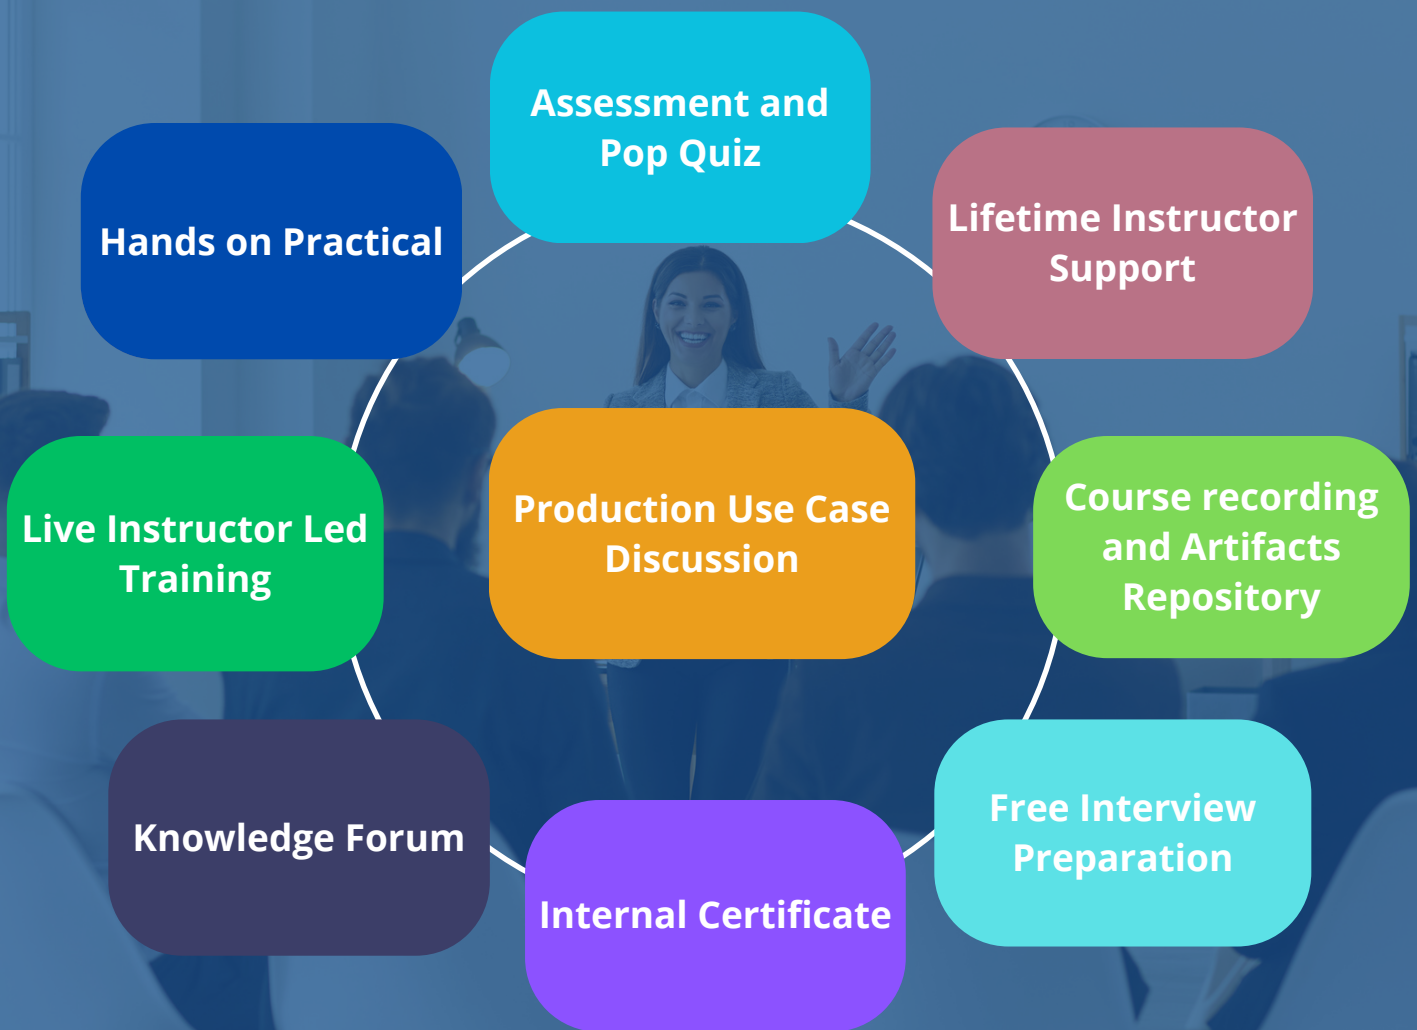 Assessment and
Pop Quiz
Hands on Practical
Lifetime Instructor
Support
Live Instructor Led
Training
Production Use Case
Discussion
Course recording
and Artifacts
Repository
Knowledge Forum
Free Interview
Preparation
Internal Certificate